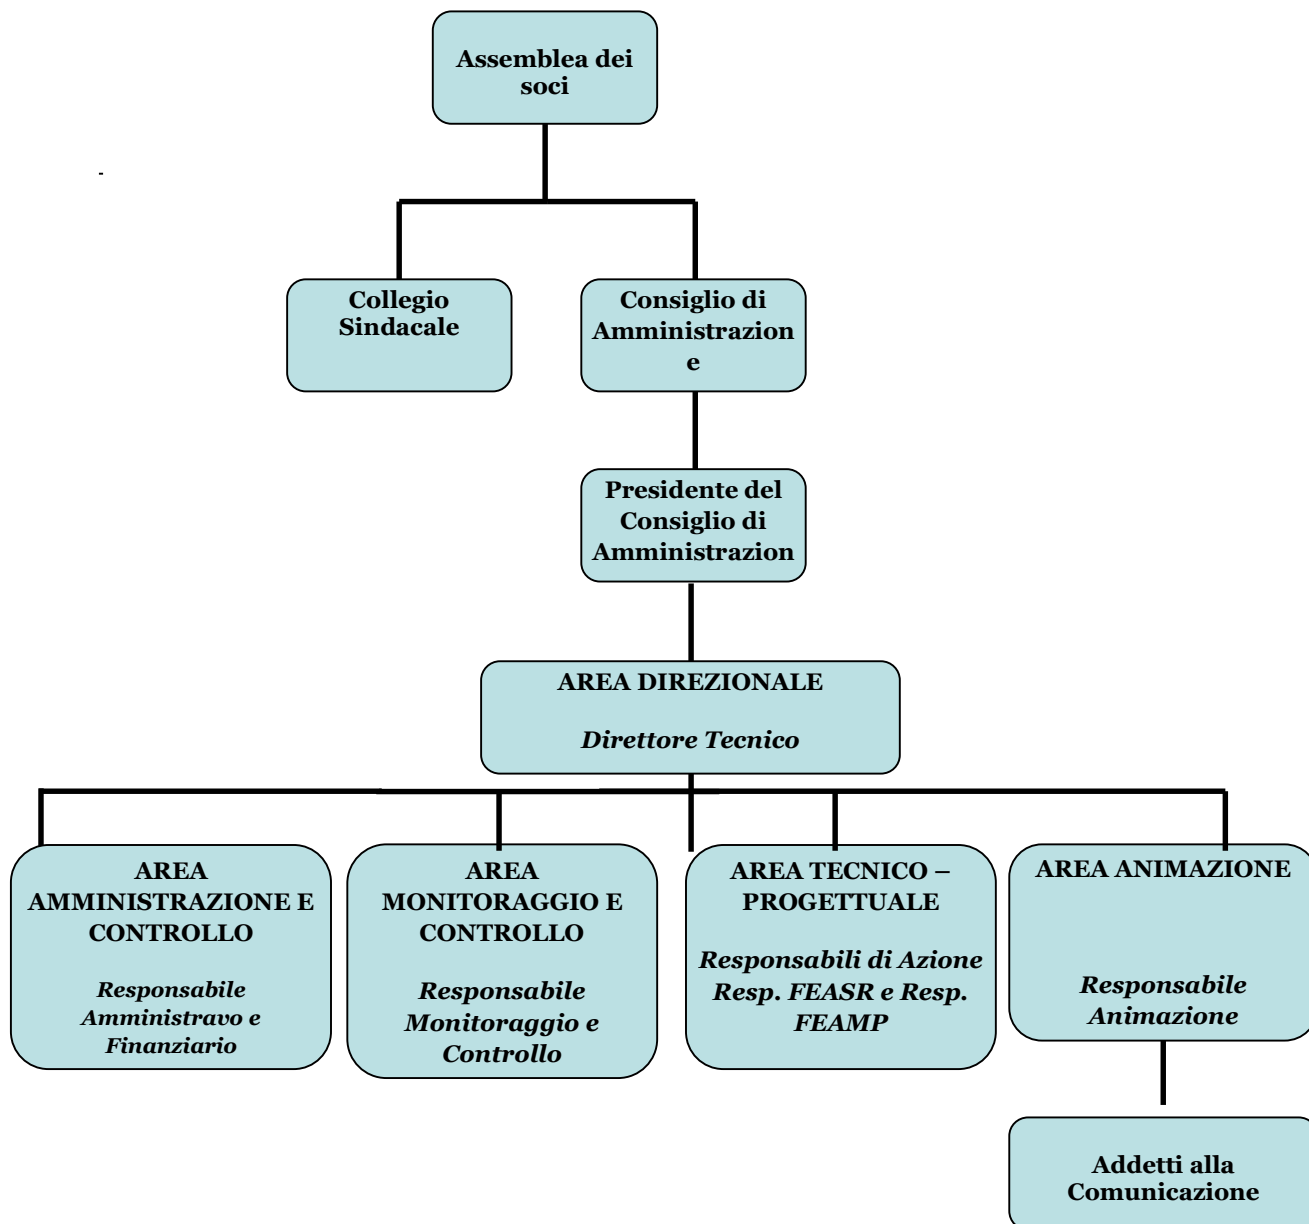 Assemblea dei
soci
-
Collegio
Sindacale
Consiglio di
Amministrazion
e
Presidente del
Consiglio di
Amministrazion
AREA DIREZIONALE
Direttore Tecnico
AREA
AMMINISTRAZIONE E
CONTROLLO
Responsabile
Amministravo e
Finanziario
AREA
MONITORAGGIO E
CONTROLLO
Responsabile
Monitoraggio e
Controllo
AREA TECNICO –
PROGETTUALE
Responsabili di Azione
Resp. FEASR e Resp.
FEAMP
AREA ANIMAZIONE
Responsabile
Animazione
Addetti alla
Comunicazione